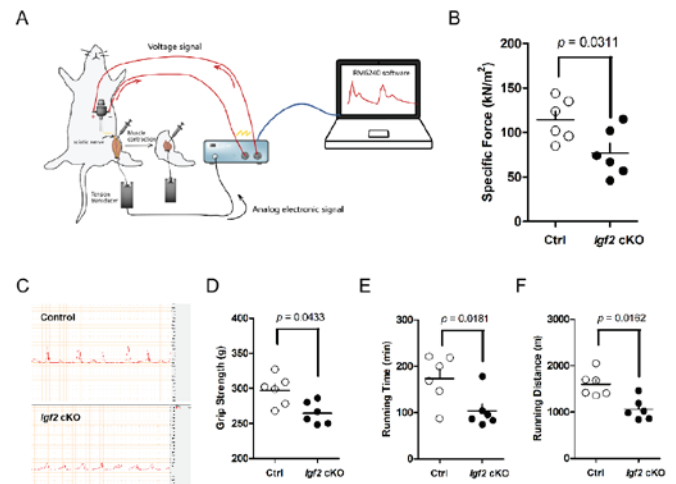 A
Voltage signal
RM6240 software
sciatic nerve
Muscle contraction
Tension transducer
Analog electronic signal
B
p = 0.0311
Specific Force (kN/m²)
200
150
100
50
0
Ctrl
Igf2 cKO
C
Control
Igf2 cKO
D
p = 0.0433
Grip Strength (g)
400
350
300
250
200
Ctrl
Igf2 cKO
E
p = 0.0181
Running Time (min)
300
200
100
0
Ctrl
Igf2 cKO
F
p = 0.0162
Running Distance (m)
3000
2000
1000
0
Ctrl
Igf2 cKO